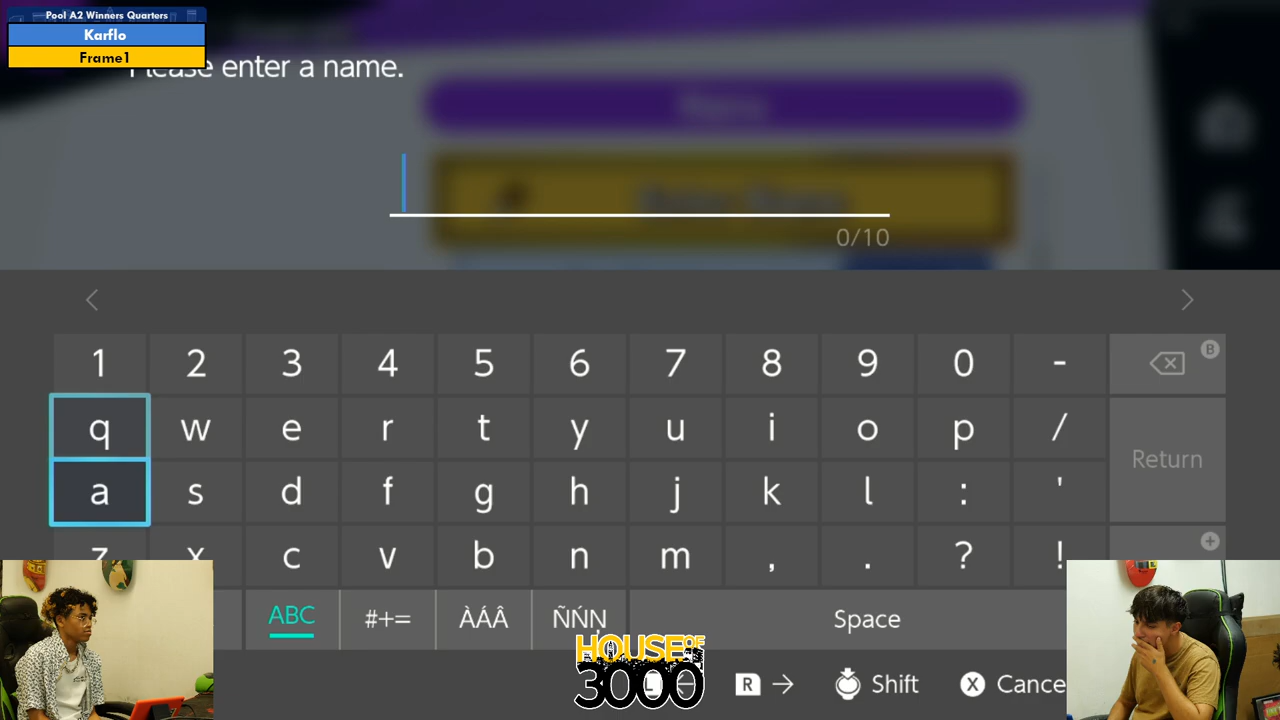 Pool A2 Winners Quarters
Karflo
Frame1
Please enter a name.
0/10
1 2 3 4 5 6 7 8 9 0 - B
q w e r t y u i o p /
Return
a s d f g h j k l : '
z x c v b n m , . ? ! +
ABC #+= ÀÁÂ ÑŃŅ Space
HOUSE OF
3000
L R → Shift X Cance